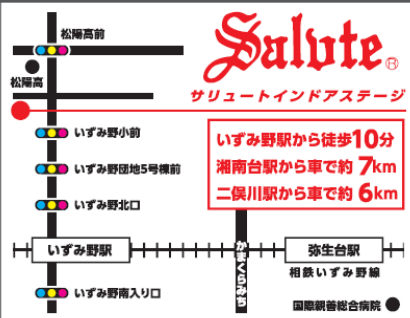 松陽高前
Salute®
松陽高
サリュートインドアステージ
いずみ野小前
いずみ野駅から徒歩10分
湘南台駅から車で約7km
二俣川駅から車で約6km
いずみ野団地5号棟前
いずみ野北口
かまくらみち
いずみ野駅
弥生台駅
相鉄いずみ野線
いずみ野南入り口
国際親善総合病院